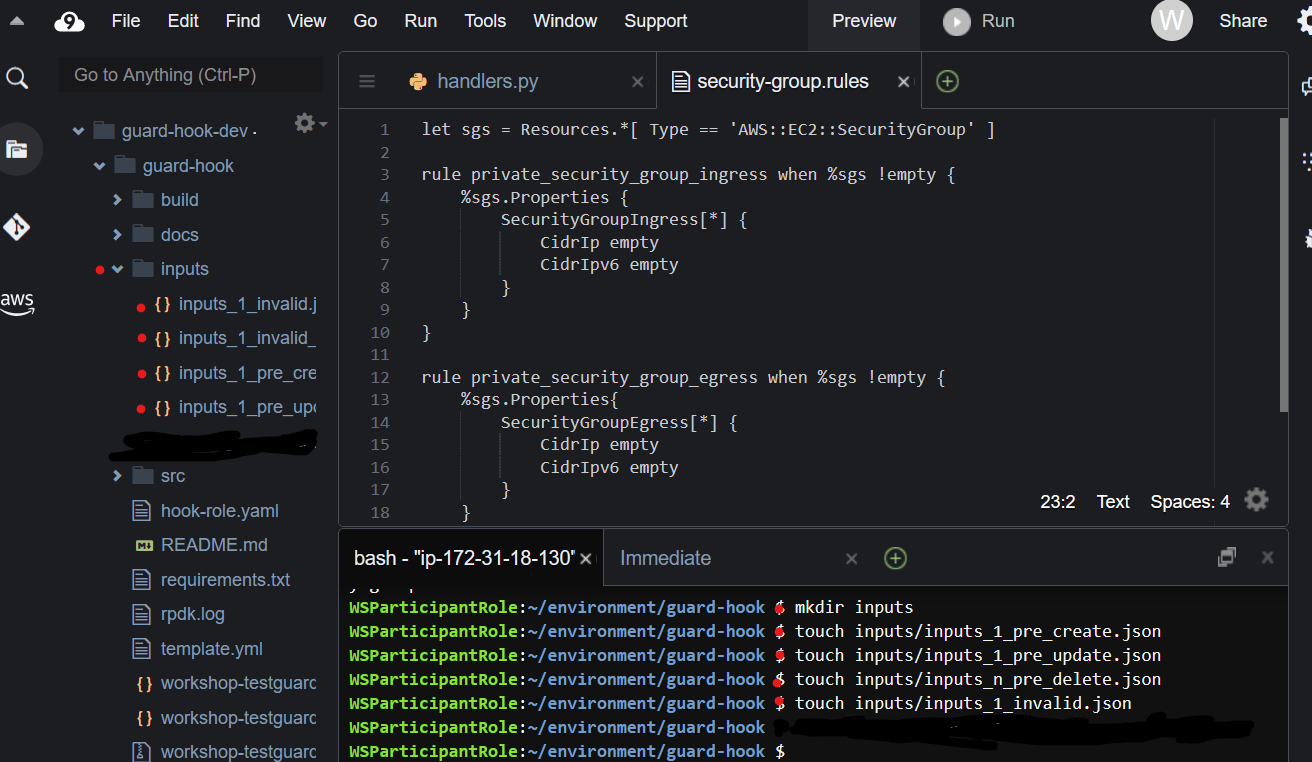 File Edit Find View Go Run Tools Window Support Preview Run W Share
Go to Anything (Ctrl-P)
handlers.py
security-group.rules
guard-hook-dev -
guard-hook
build
docs
inputs
inputs_1_invalid.j
inputs_1_invalid_
inputs_1_pre_cre
inputs_1_pre_upd
src
hook-role.yaml
README.md
requirements.txt
rpdk.log
template.yml
workshop-testguard
workshop-testguard
workshop-testguard
aws
1 let sgs = Resources.*[ Type == 'AWS::EC2::SecurityGroup' ]
2
3 rule private_security_group_ingress when %sgs !empty {
4 %sgs.Properties {
5 SecurityGroupIngress[*] {
6 CidrIp empty
7 CidrIpv6 empty
8 }
9 }
10 }
11
12 rule private_security_group_egress when %sgs !empty {
13 %sgs.Properties{
14 SecurityGroupEgress[*] {
15 CidrIp empty
16 CidrIpv6 empty
17 }
18 }
23:2 Text Spaces: 4
bash - "ip-172-31-18-130"
Immediate
WSParticipantRole:~/environment/guard-hook $ mkdir inputs
WSParticipantRole:~/environment/guard-hook $ touch inputs/inputs_1_pre_create.json
WSParticipantRole:~/environment/guard-hook $ touch inputs/inputs_1_pre_update.json
WSParticipantRole:~/environment/guard-hook $ touch inputs/inputs_n_pre_delete.json
WSParticipantRole:~/environment/guard-hook $ touch inputs/inputs_1_invalid.json
WSParticipantRole:~/environment/guard-hook
WSParticipantRole:~/environment/guard-hook $